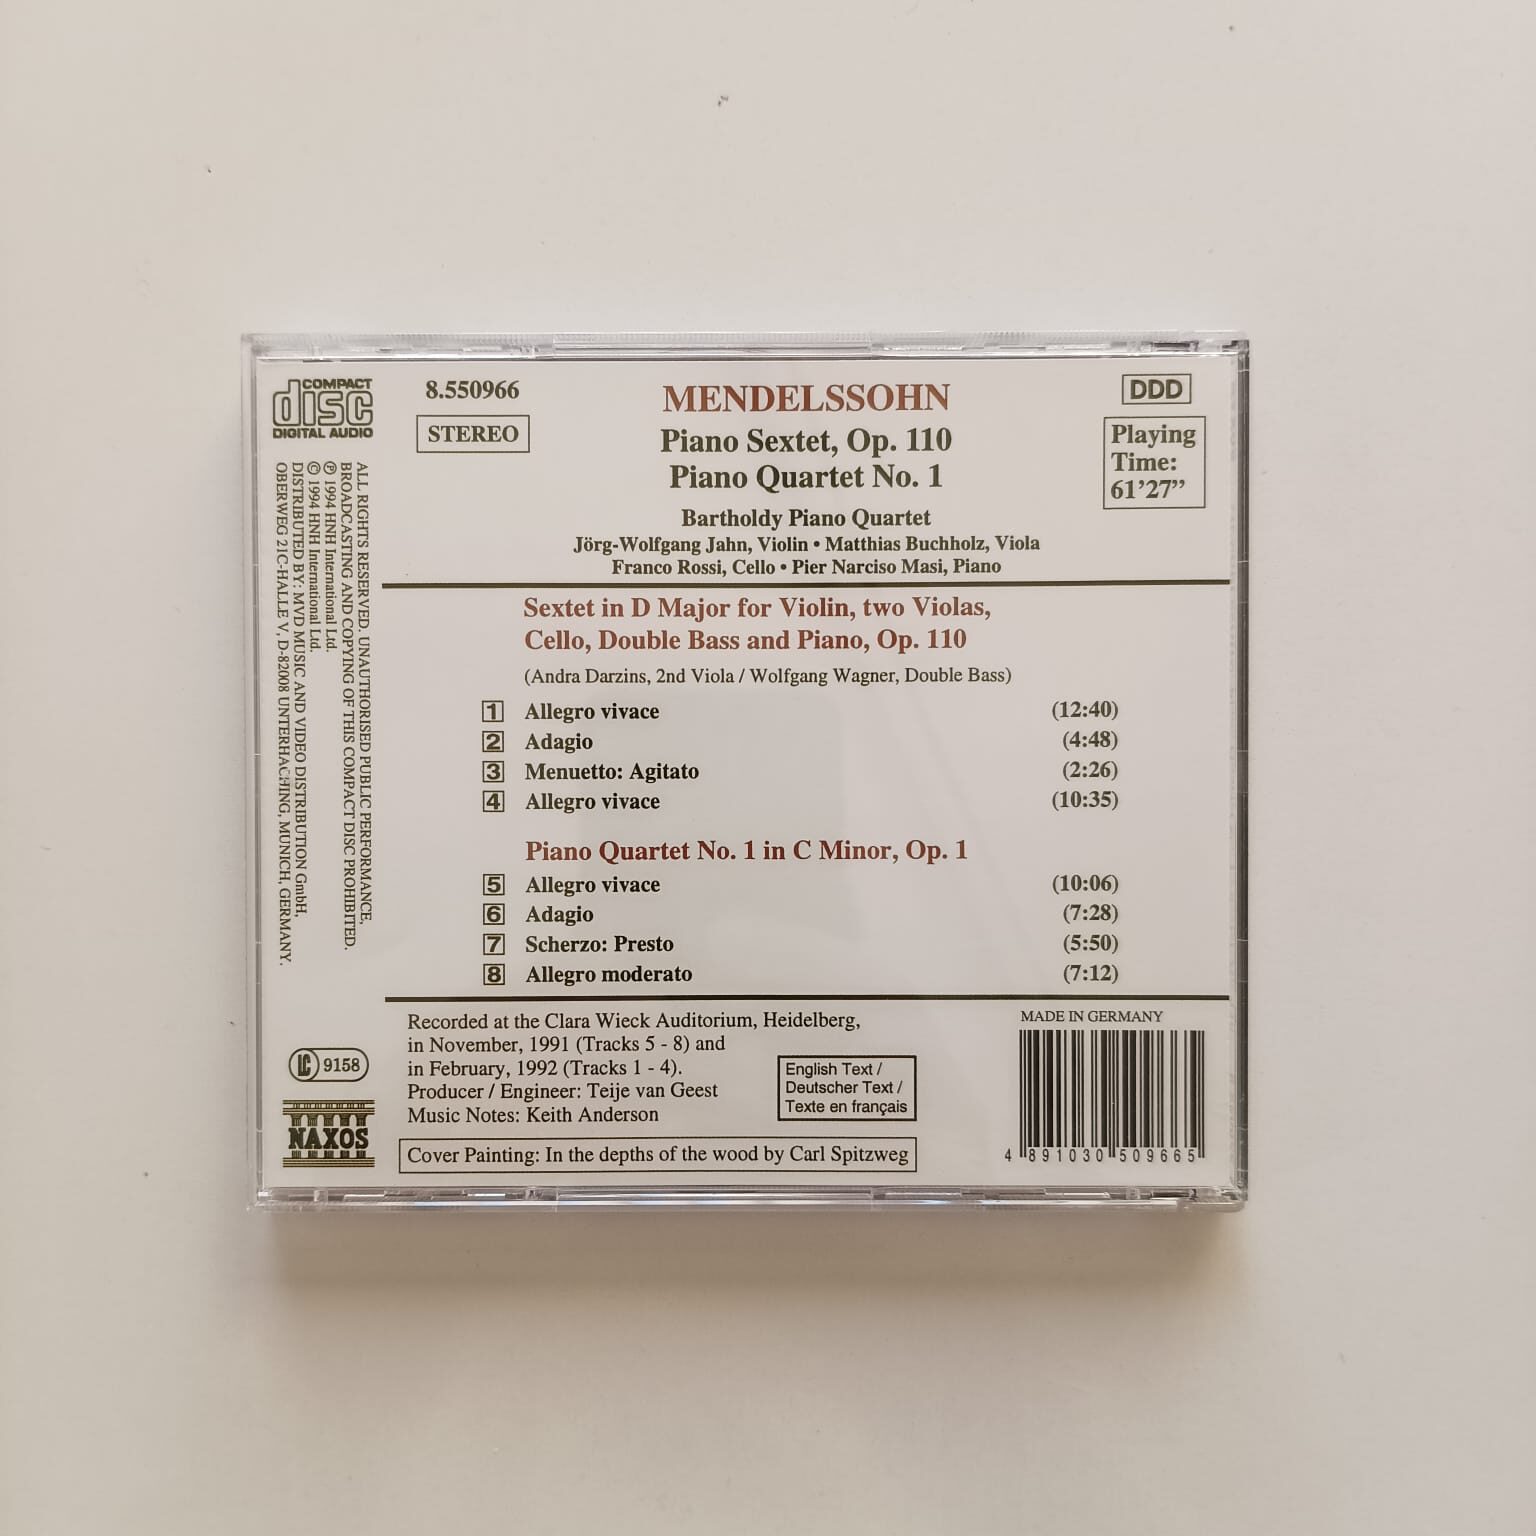 COMPACT
disc
DIGITAL AUDIO
8.550966
STEREO
MENDELSSOHN
Piano Sextet, Op. 110
Piano Quartet No. 1
Bartholdy Piano Quartet
Jörg-Wolfgang Jahn, Violin • Matthias Buchholz, Viola
Franco Rossi, Cello • Pier Narciso Masi, Piano
DDD
Playing
Time:
61’27”
Sextet in D Major for Violin, two Violas,
Cello, Double Bass and Piano, Op. 110
(Andra Darzins, 2nd Viola / Wolfgang Wagner, Double Bass)
1 Allegro vivace (12:40)
2 Adagio (4:48)
3 Menuetto: Agitato (2:26)
4 Allegro vivace (10:35)
Piano Quartet No. 1 in C Minor, Op. 1
5 Allegro vivace (10:06)
6 Adagio (7:28)
7 Scherzo: Presto (5:50)
8 Allegro moderato (7:12)
ALL RIGHTS RESERVED. UNAUTHORISED PUBLIC PERFORMANCE,
BROADCASTING AND COPYING OF THIS COMPACT DISC PROHIBITED.
℗ 1994 HNH International Ltd.
© 1994 HNH International Ltd.
DISTRIBUTED BY: MVD MUSIC AND VIDEO DISTRIBUTION GmbH,
OBERWEG 21C-HALLE V, D-82008 UNTERHACHING, MUNICH, GERMANY.
LC 9158
NAXOS
Recorded at the Clara Wieck Auditorium, Heidelberg,
in November, 1991 (Tracks 5 - 8) and
in February, 1992 (Tracks 1 - 4).
Producer / Engineer: Teije van Geest
Music Notes: Keith Anderson
English Text /
Deutscher Text /
Texte en français
Cover Painting: In the depths of the wood by Carl Spitzweg
MADE IN GERMANY
4 891030 509665